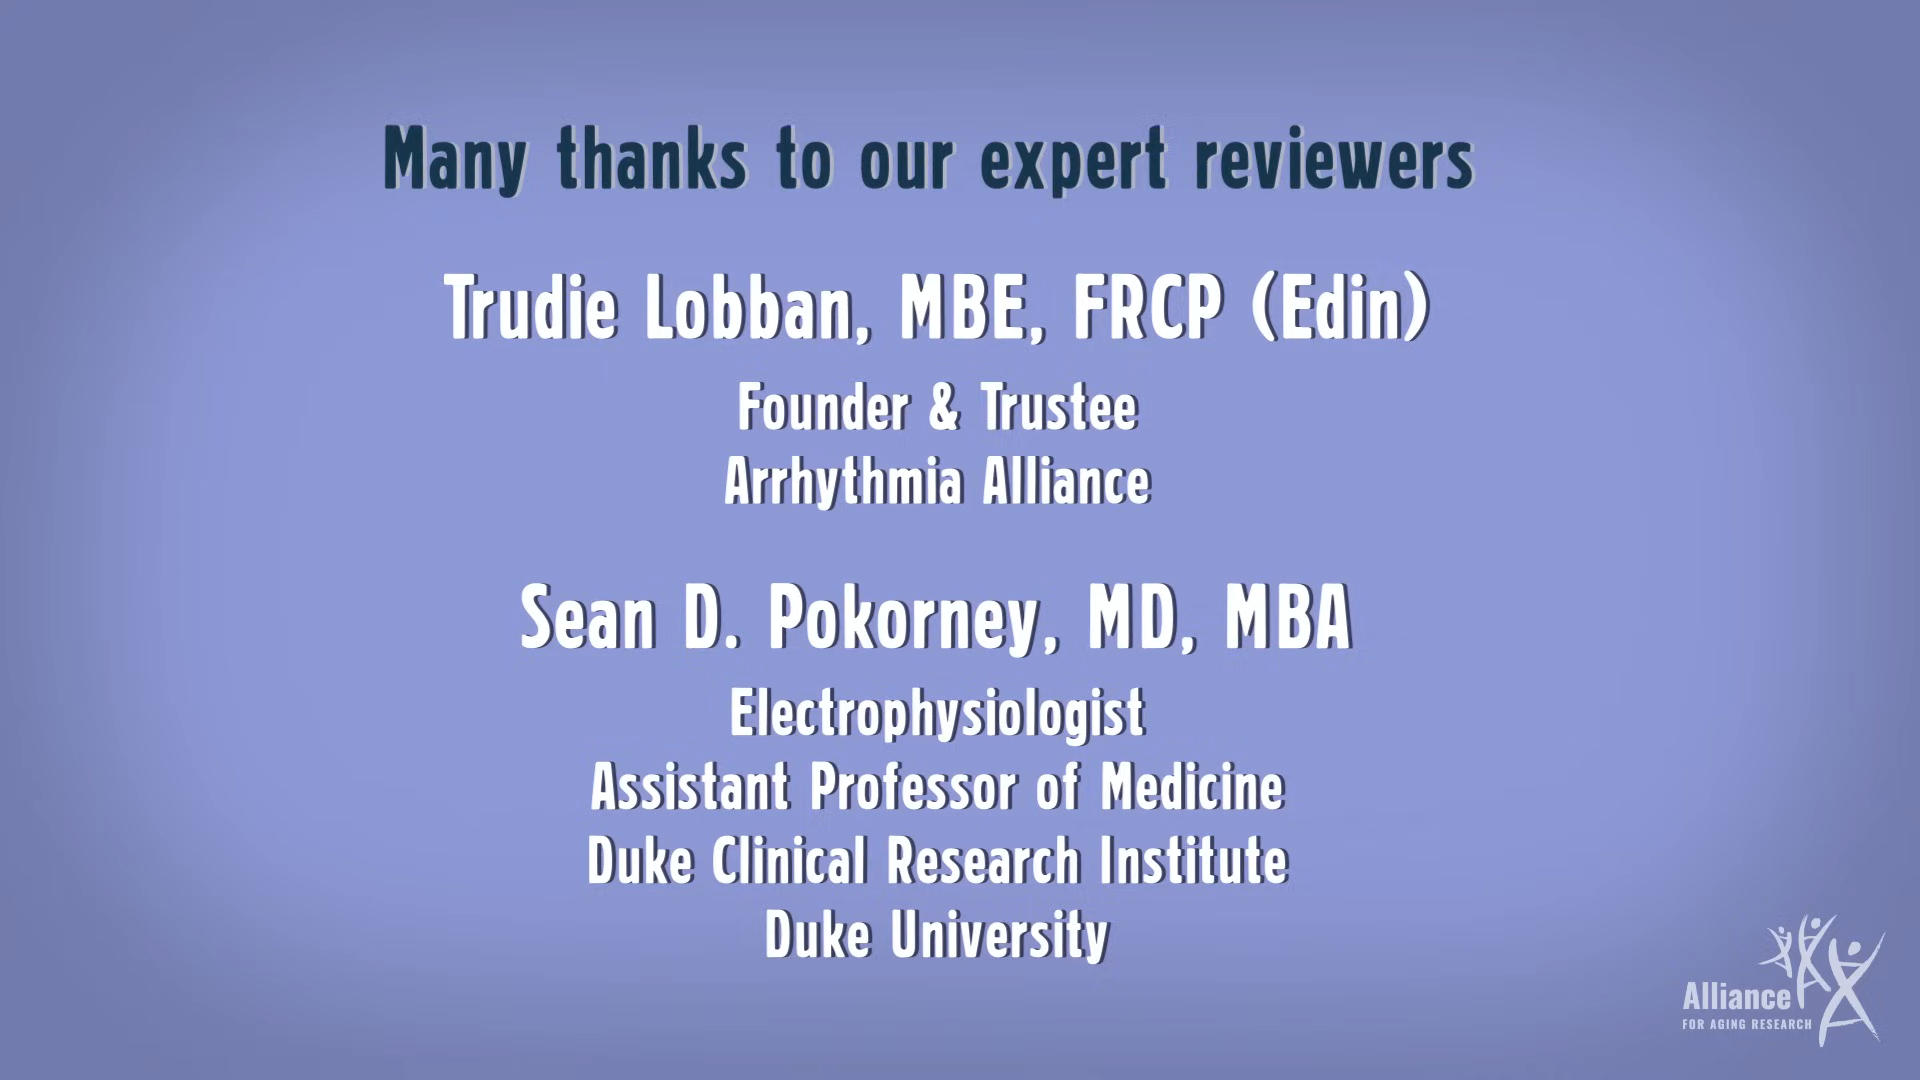 Many thanks to our expert reviewers
Trudie Lobban, MBE, FRCP (Edin)
Founder & Trustee
Arrhythmia Alliance
Sean D. Pokorney, MD, MBA
Electrophysiologist
Assistant Professor of Medicine
Duke Clinical Research Institute
Duke University
Alliance
FOR AGING RESEARCH